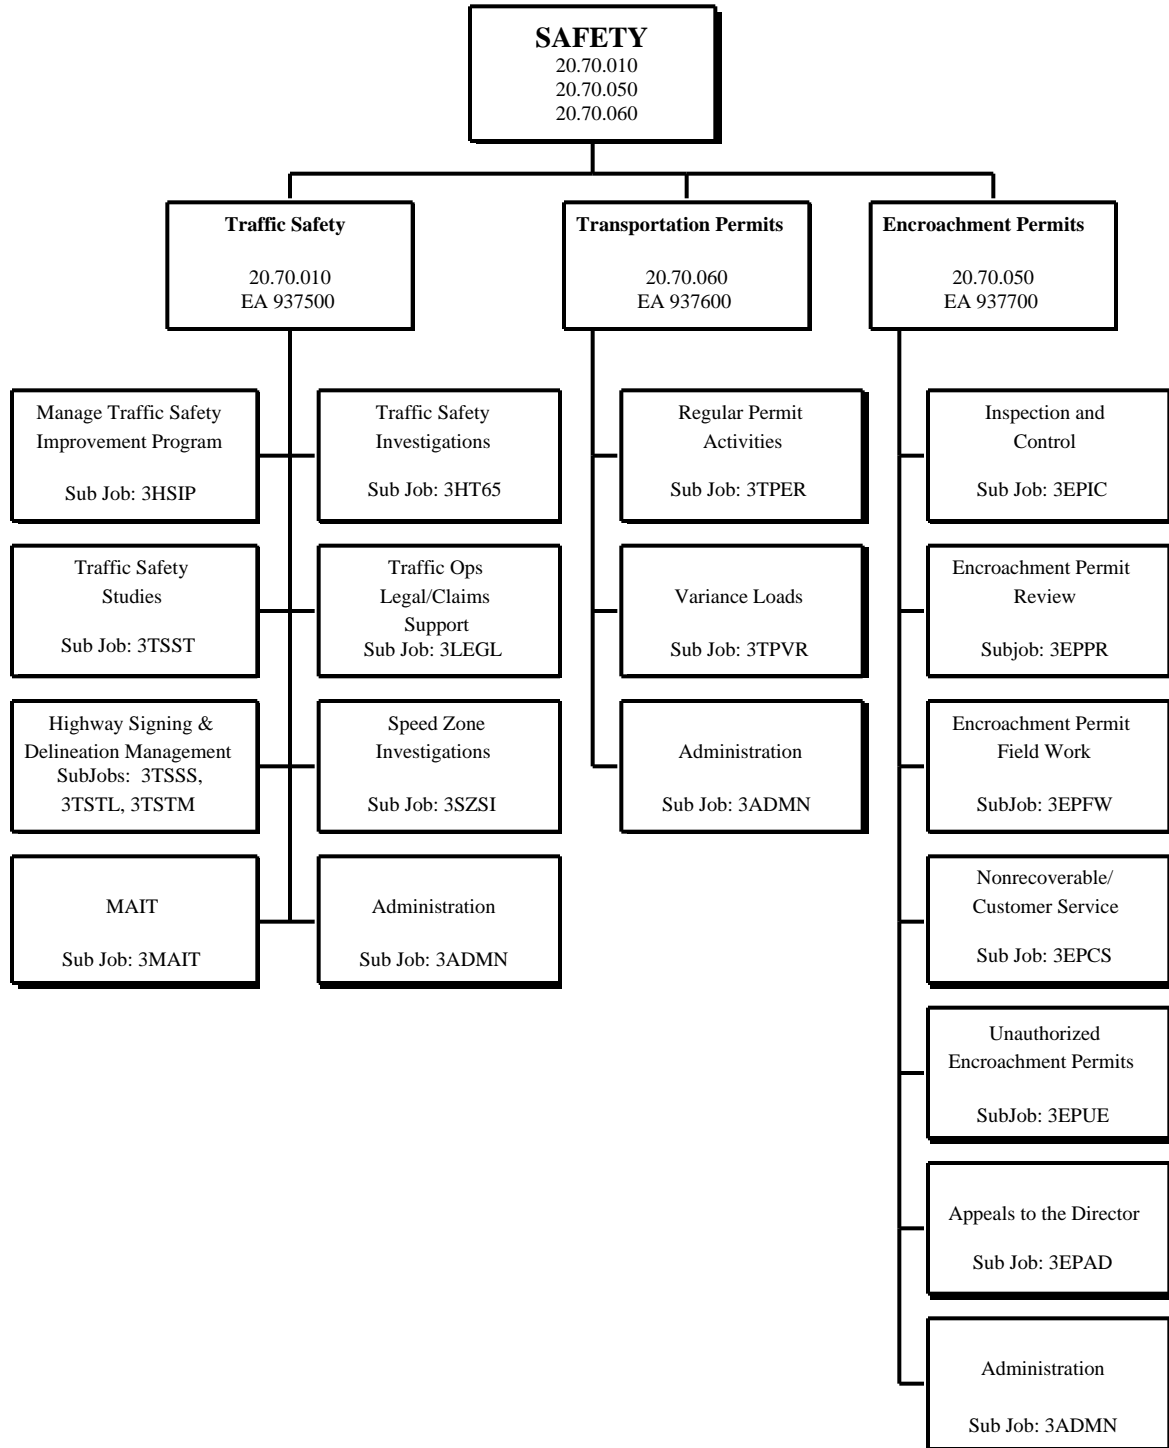 SAFETY
20.70.010
20.70.050
20.70.060
Traffic Safety
20.70.010
EA 937500
Transportation Permits
20.70.060
EA 937600
Encroachment Permits
20.70.050
EA 937700
Manage Traffic Safety
Improvement Program
Sub Job: 3HSIP
Traffic Safety
Investigations
Sub Job: 3HT65
Regular Permit
Activities
Sub Job: 3TPER
Inspection and
Control
Sub Job: 3EPIC
Traffic Safety
Studies
Sub Job: 3TSST
Traffic Ops
Legal/Claims
Support
Sub Job: 3LEGL
Variance Loads
Sub Job: 3TPVR
Encroachment Permit
Review
Subjob: 3EPPR
Highway Signing &
Delineation Management
SubJobs: 3TSSS,
3TSTL, 3TSTM
Speed Zone
Investigations
Sub Job: 3SZSI
Administration
Sub Job: 3ADMN
Encroachment Permit
Field Work
SubJob: 3EPFW
MAIT
Sub Job: 3MAIT
Administration
Sub Job: 3ADMN
Nonrecoverable/
Customer Service
Sub Job: 3EPCS
Unauthorized
Encroachment Permits
SubJob: 3EPUE
Appeals to the Director
Sub Job: 3EPAD
Administration
Sub Job: 3ADMN